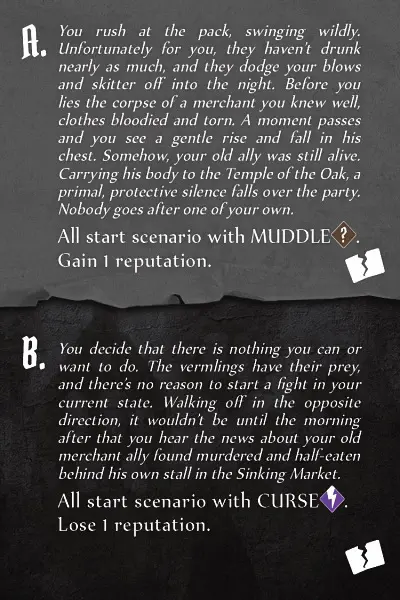 A.
You rush at the pack, swinging wildly.
Unfortunately for you, they haven't drunk
nearly as much, and they dodge your blows
and skitter off into the night. Before you
lies the corpse of a merchant you knew well,
clothes bloodied and torn. A moment passes
and you see a gentle rise and fall in his
chest. Somehow, your old ally was still alive.
Carrying his body to the Temple of the Oak, a
primal, protective silence falls over the party.
Nobody goes after one of your own.
All start scenario with MUDDLE ?.
Gain 1 reputation.
B.
You decide that there is nothing you can or
want to do. The vermlings have their prey,
and there's no reason to start a fight in your
current state. Walking off in the opposite
direction, it wouldn't be until the morning
after that you hear the news about your old
merchant ally found murdered and half-eaten
behind his own stall in the Sinking Market.
All start scenario with CURSE.
Lose 1 reputation.